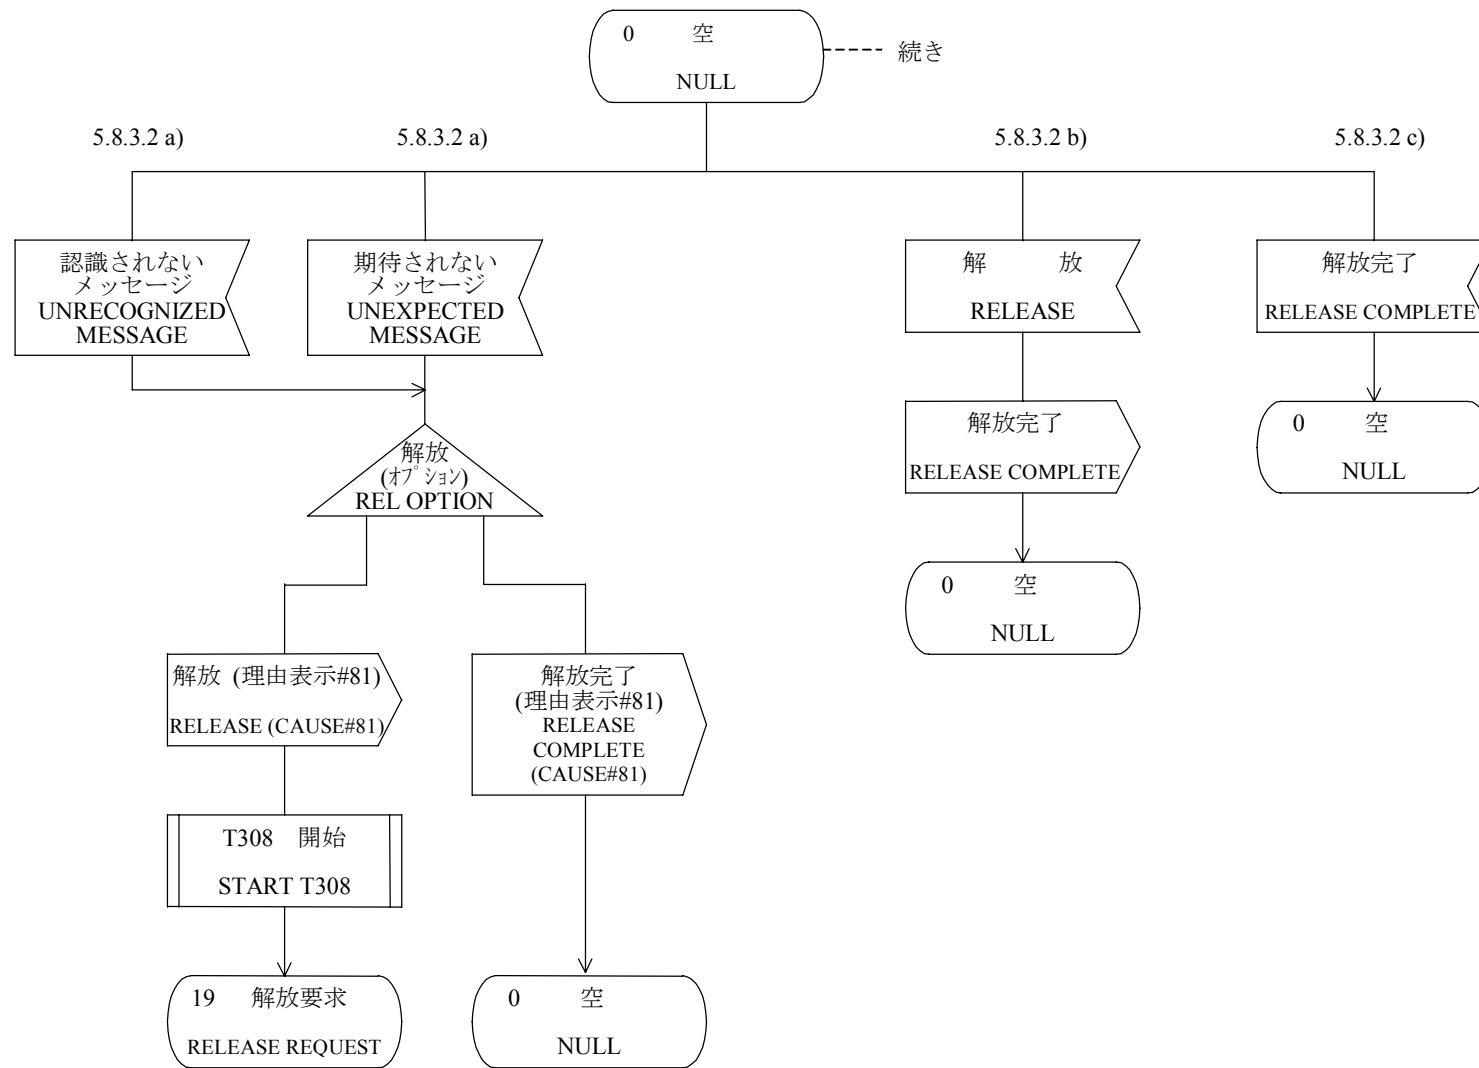 0 空
NULL
続き
5.8.3.2 a)
5.8.3.2 a)
5.8.3.2 b)
5.8.3.2 c)
認識されない
メッセージ
UNRECOGNIZED
MESSAGE
期待されない
メッセージ
UNEXPECTED
MESSAGE
解 放
RELEASE
解放完了
RELEASE COMPLETE
解放
(ｵﾌﾟｼｮﾝ)
REL OPTION
解放完了
RELEASE COMPLETE
0 空
NULL
0 空
NULL
解放 (理由表示#81)
RELEASE (CAUSE#81)
解放完了
(理由表示#81)
RELEASE
COMPLETE
(CAUSE#81)
T308 開始
START T308
19 解放要求
RELEASE REQUEST
0 空
NULL